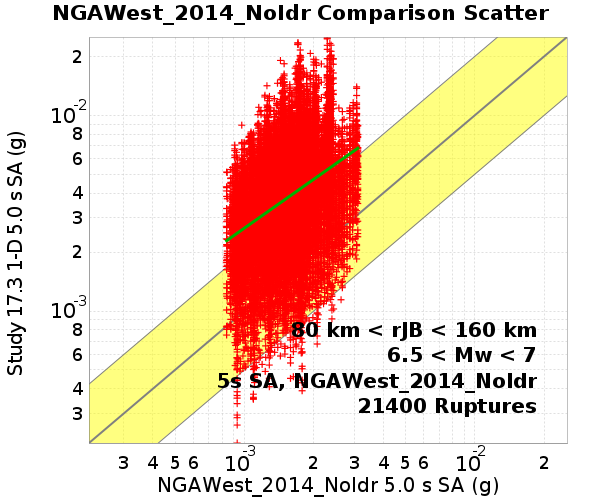 NGAWest_2014_NoIdr Comparison Scatter
Study 17.3 1-D 5.0 s SA (g)
2
10-2
8
6
4
3
2
10-3
8
6
4
3
80 km < rJB < 160 km
6.5 < Mw < 7
5s SA, NGAWest_2014_NoIdr
21400 Ruptures
3 4 5 6 10-3 2 3 4 5 6 10-2 2
NGAWest_2014_NoIdr 5.0 s SA (g)